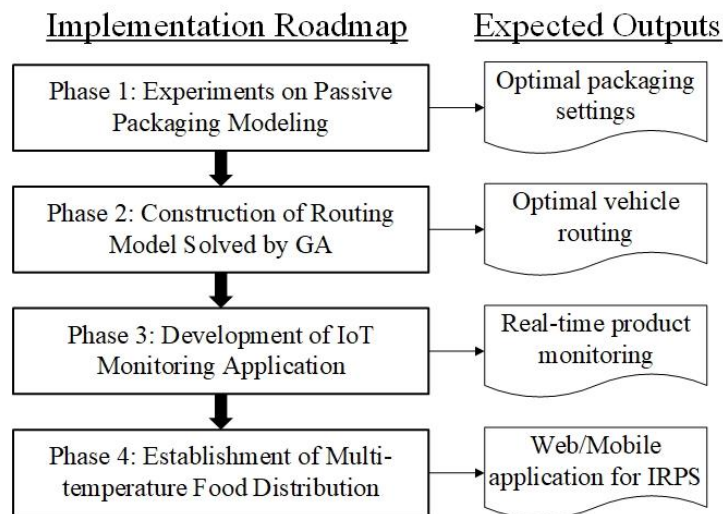 Implementation Roadmap
Expected Outputs
Phase 1: Experiments on Passive
Packaging Modeling
Optimal packaging
settings
Phase 2: Construction of Routing
Model Solved by GA
Optimal vehicle
routing
Phase 3: Development of IoT
Monitoring Application
Real-time product
monitoring
Phase 4: Establishment of Multi-
temperature Food Distribution
Web/Mobile
application for IRPS